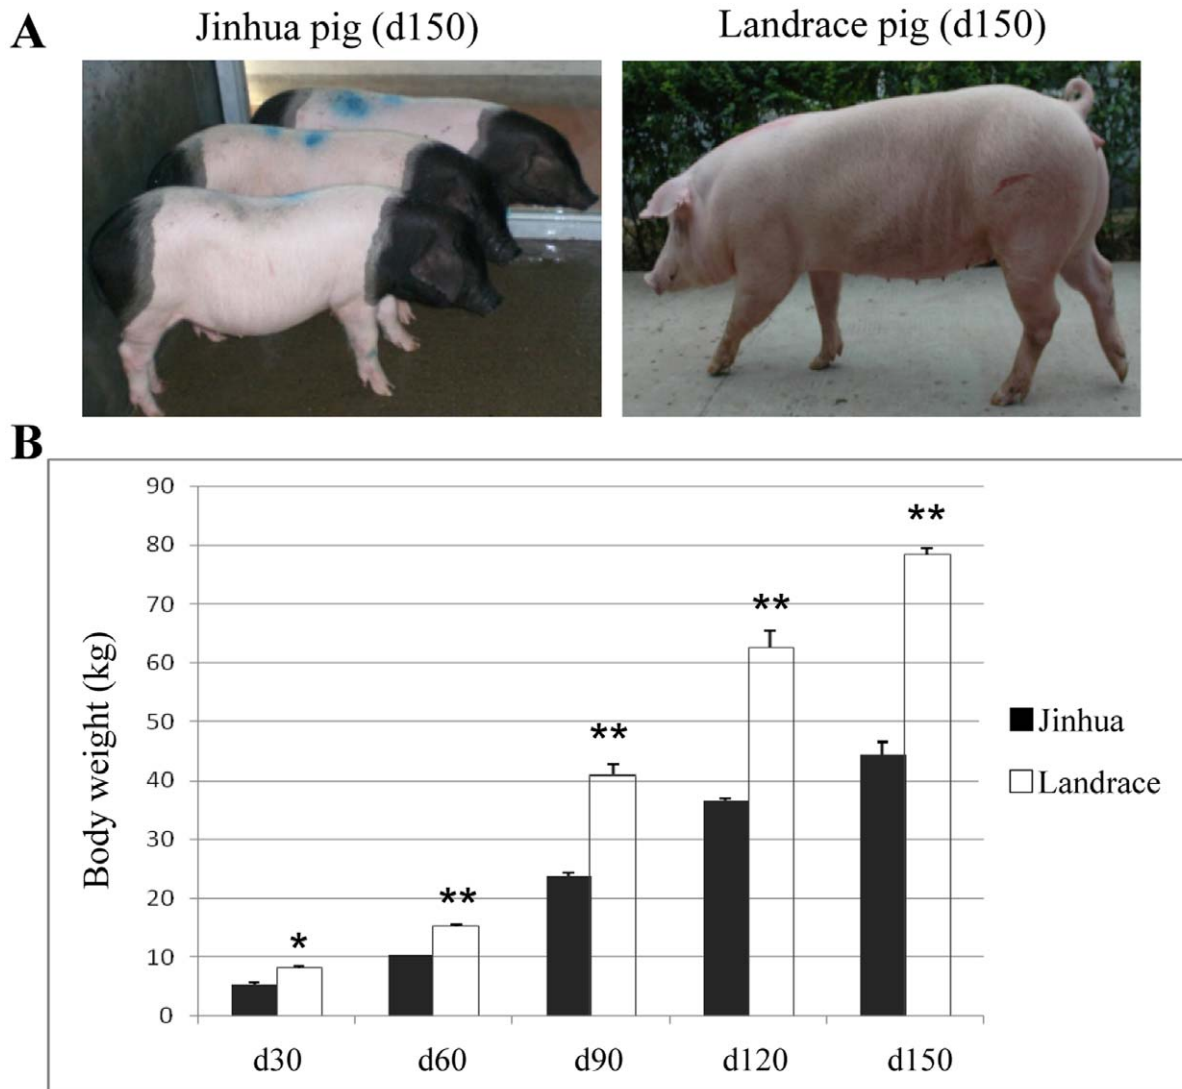 A
Jinhua pig (d150)
Landrace pig (d150)
B
90
80
70
60
50
40
30
20
10
0
Body weight (kg)
*
**
**
**
**
d30 d60 d90 d120 d150
Jinhua
Landrace